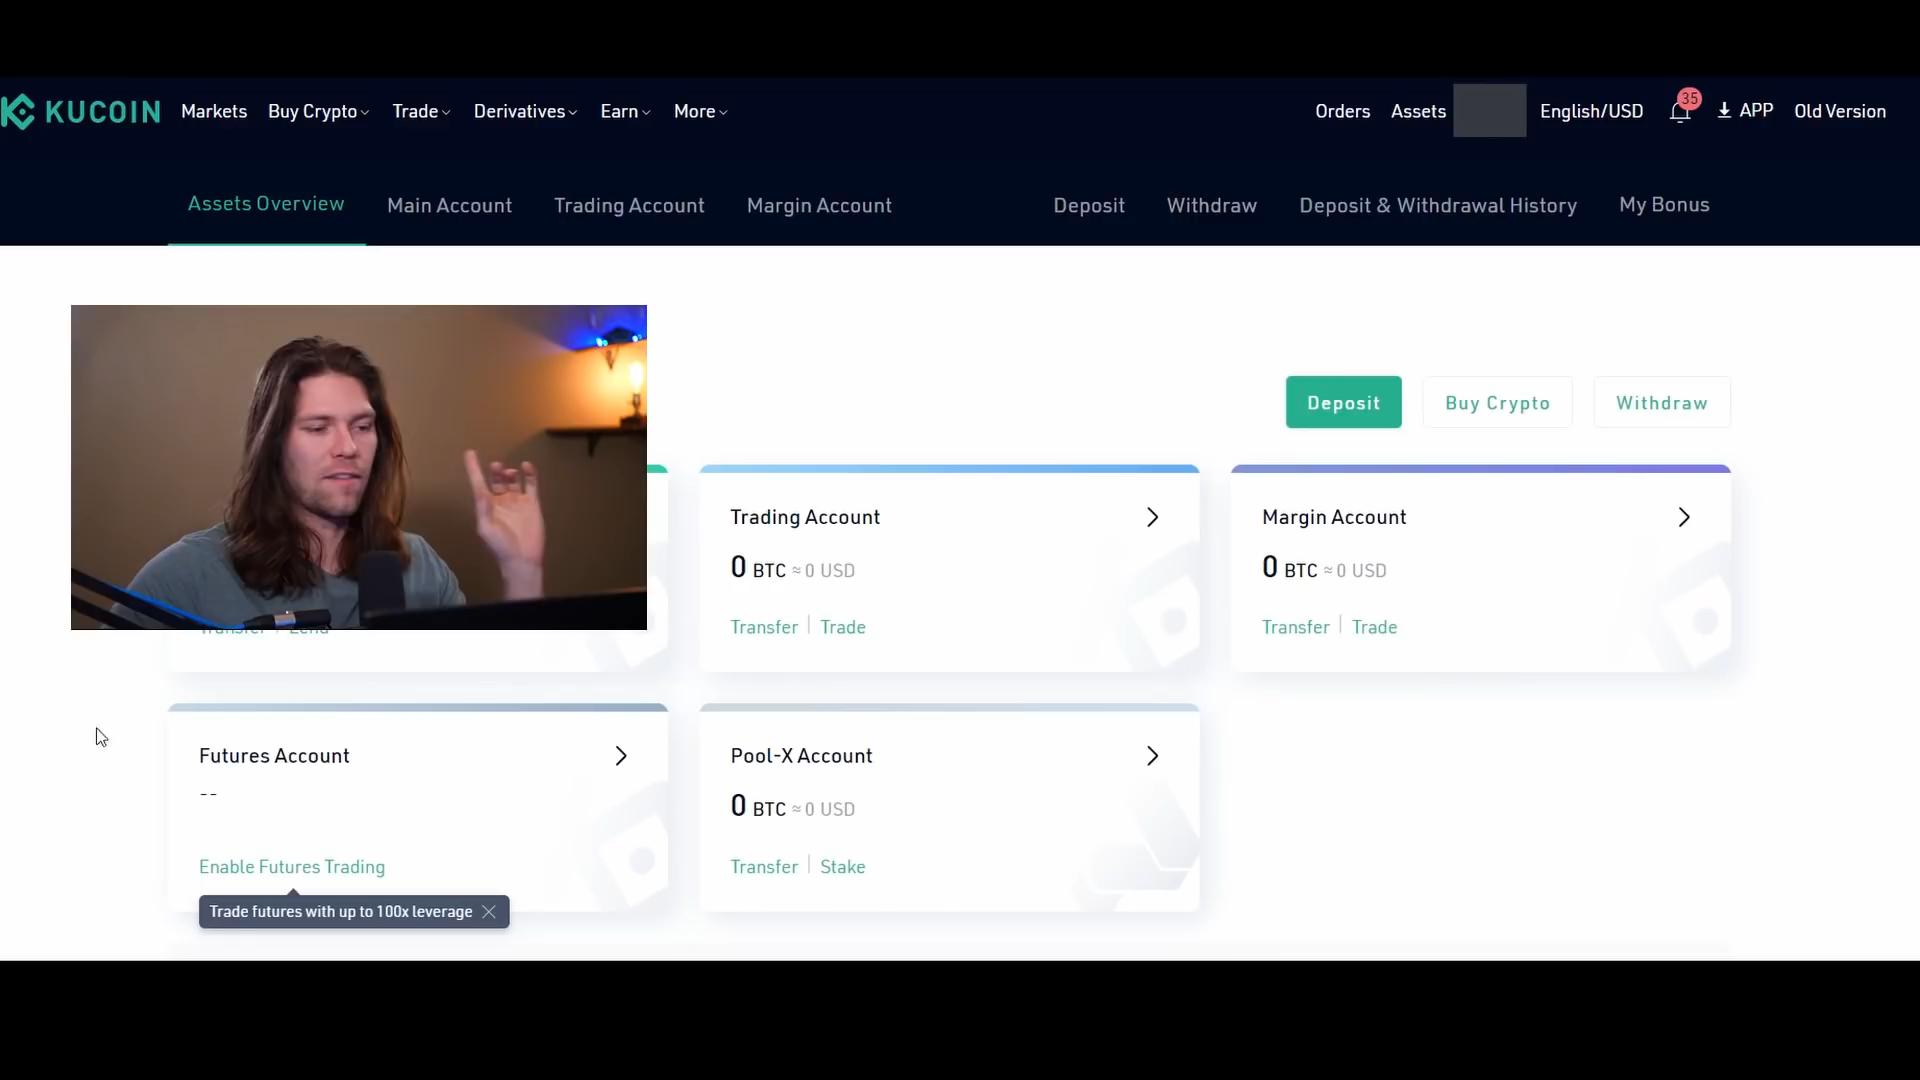 KUCOIN Markets Buy Crypto Trade Derivatives Earn More Orders Assets English/USD 35 APP Old Version
Assets Overview Main Account Trading Account Margin Account Deposit Withdraw Deposit & Withdrawal History My Bonus
Deposit Buy Crypto Withdraw
Trading Account
0 BTC ≈ 0 USD
Transfer | Trade
Margin Account
0 BTC ≈ 0 USD
Transfer | Trade
Futures Account
--
Enable Futures Trading
Trade futures with up to 100x leverage
Pool-X Account
0 BTC ≈ 0 USD
Transfer | Stake